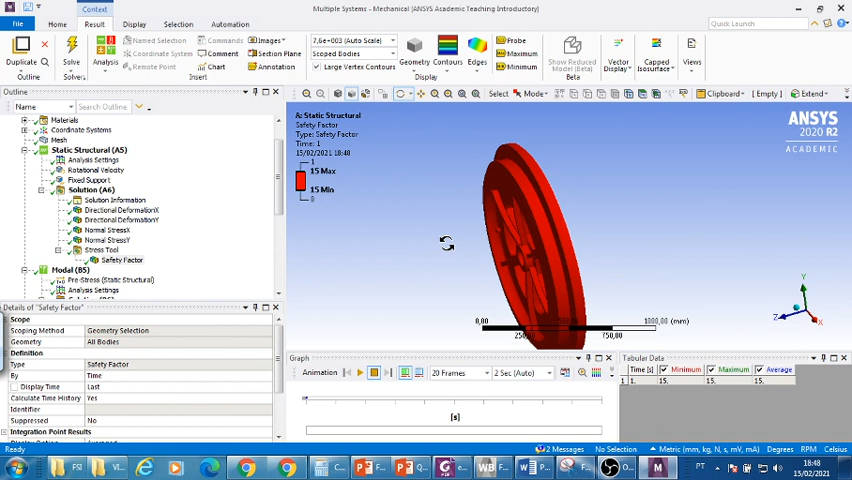 Context
Multiple Systems - Mechanical (ANSYS Academic Teaching Introductory)
File Home Result Display Selection Automation Quick Launch
Duplicate Solve Analysis Named Selection Coordinate System Remote Point Commands Comment Chart Images Section Plane Annotation
7,6e+003 (Auto Scale) Scoped Bodies Large Vertex Contours Geometry Contours Edges Probe Maximum Minimum Show Reduced Model (Beta) Vector Display Capped Isosurface Views
Outline Solve Insert Display Beta
Outline
Select Mode Clipboard [ Empty ] Extend
Name Search Outline
Materials
Coordinate Systems
Mesh
Static Structural (A5)
Analysis Settings
Rotational Velocity
Fixed Support
Solution (A6)
Solution Information
Directional DeformationX
Directional DeformationY
Normal StressX
Normal StressY
Stress Tool
Safety Factor
Modal (B5)
Pre-Stress (Static Structural)
Analysis Settings
A: Static Structural
Safety Factor
Type: Safety Factor
Time: 1
15/02/2021 18:48
1
15 Max
15 Min
0
ANSYS
2020 R2
ACADEMIC
0,00 1000,00 (mm)
750,00
Y
Z X
Details of "Safety Factor"
Scope
Scoping Method Geometry Selection
Geometry All Bodies
Definition
Type Safety Factor
By Time
Display Time Last
Calculate Time History Yes
Identifier
Suppressed No
Integration Point Results
Graph
Animation 20 Frames 2 Sec (Auto)
[s]
Tabular Data
Time [s] Minimum Maximum Average
1 1. 15. 15. 15.
Ready 2 Messages No Selection Metric (mm, kg, N, s, mV, mA) Degrees RPM Celsius
FSI PT 18:48
15/02/2021